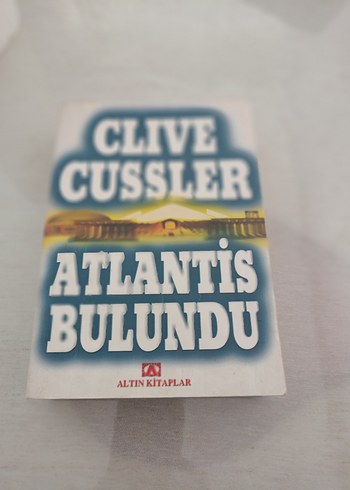 CLIVE
CUSSLER
ATLANTİS
BULUNDU
ALTIN KİTAPLAR